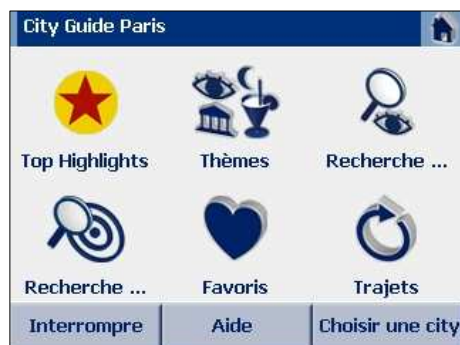 City Guide Paris
Top Highlights Thèmes Recherche ...
Recherche ... Favoris Trajets
Interrompre Aide Choisir une city